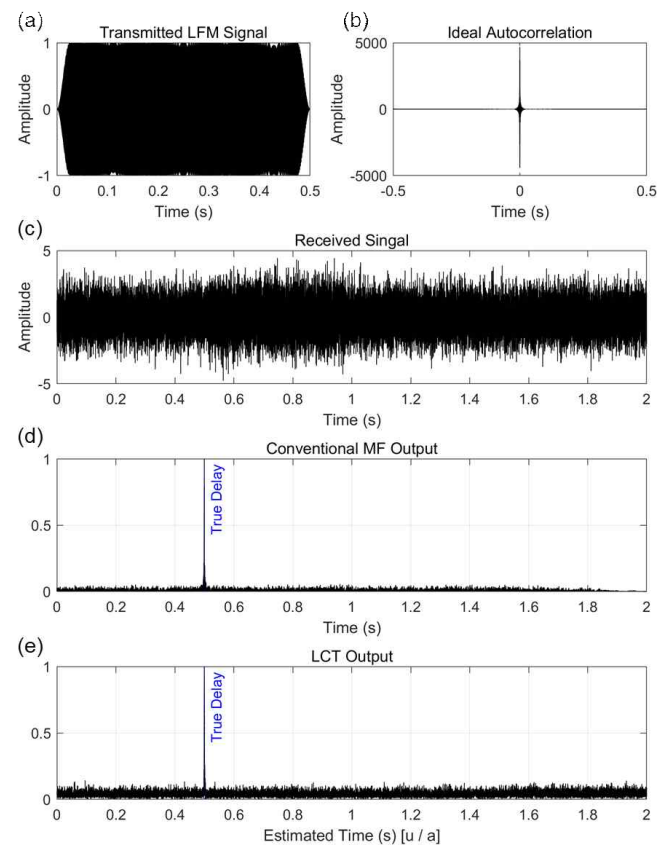 (a)
Transmitted LFM Signal
1
0
-1
Amplitude
0 0.1 0.2 0.3 0.4 0.5
Time (s)
(b)
Ideal Autocorrelation
5000
0
-5000
Amplitude
-0.5 0 0.5
Time (s)
(c)
Received Singal
5
0
-5
Amplitude
0 0.2 0.4 0.6 0.8 1 1.2 1.4 1.6 1.8 2
Time (s)
(d)
Conventional MF Output
1
0.5
0
True Delay
0 0.2 0.4 0.6 0.8 1 1.2 1.4 1.6 1.8 2
Time (s)
(e)
LCT Output
1
0.5
0
True Delay
0 0.2 0.4 0.6 0.8 1 1.2 1.4 1.6 1.8 2
Estimated Time (s) [u / a]